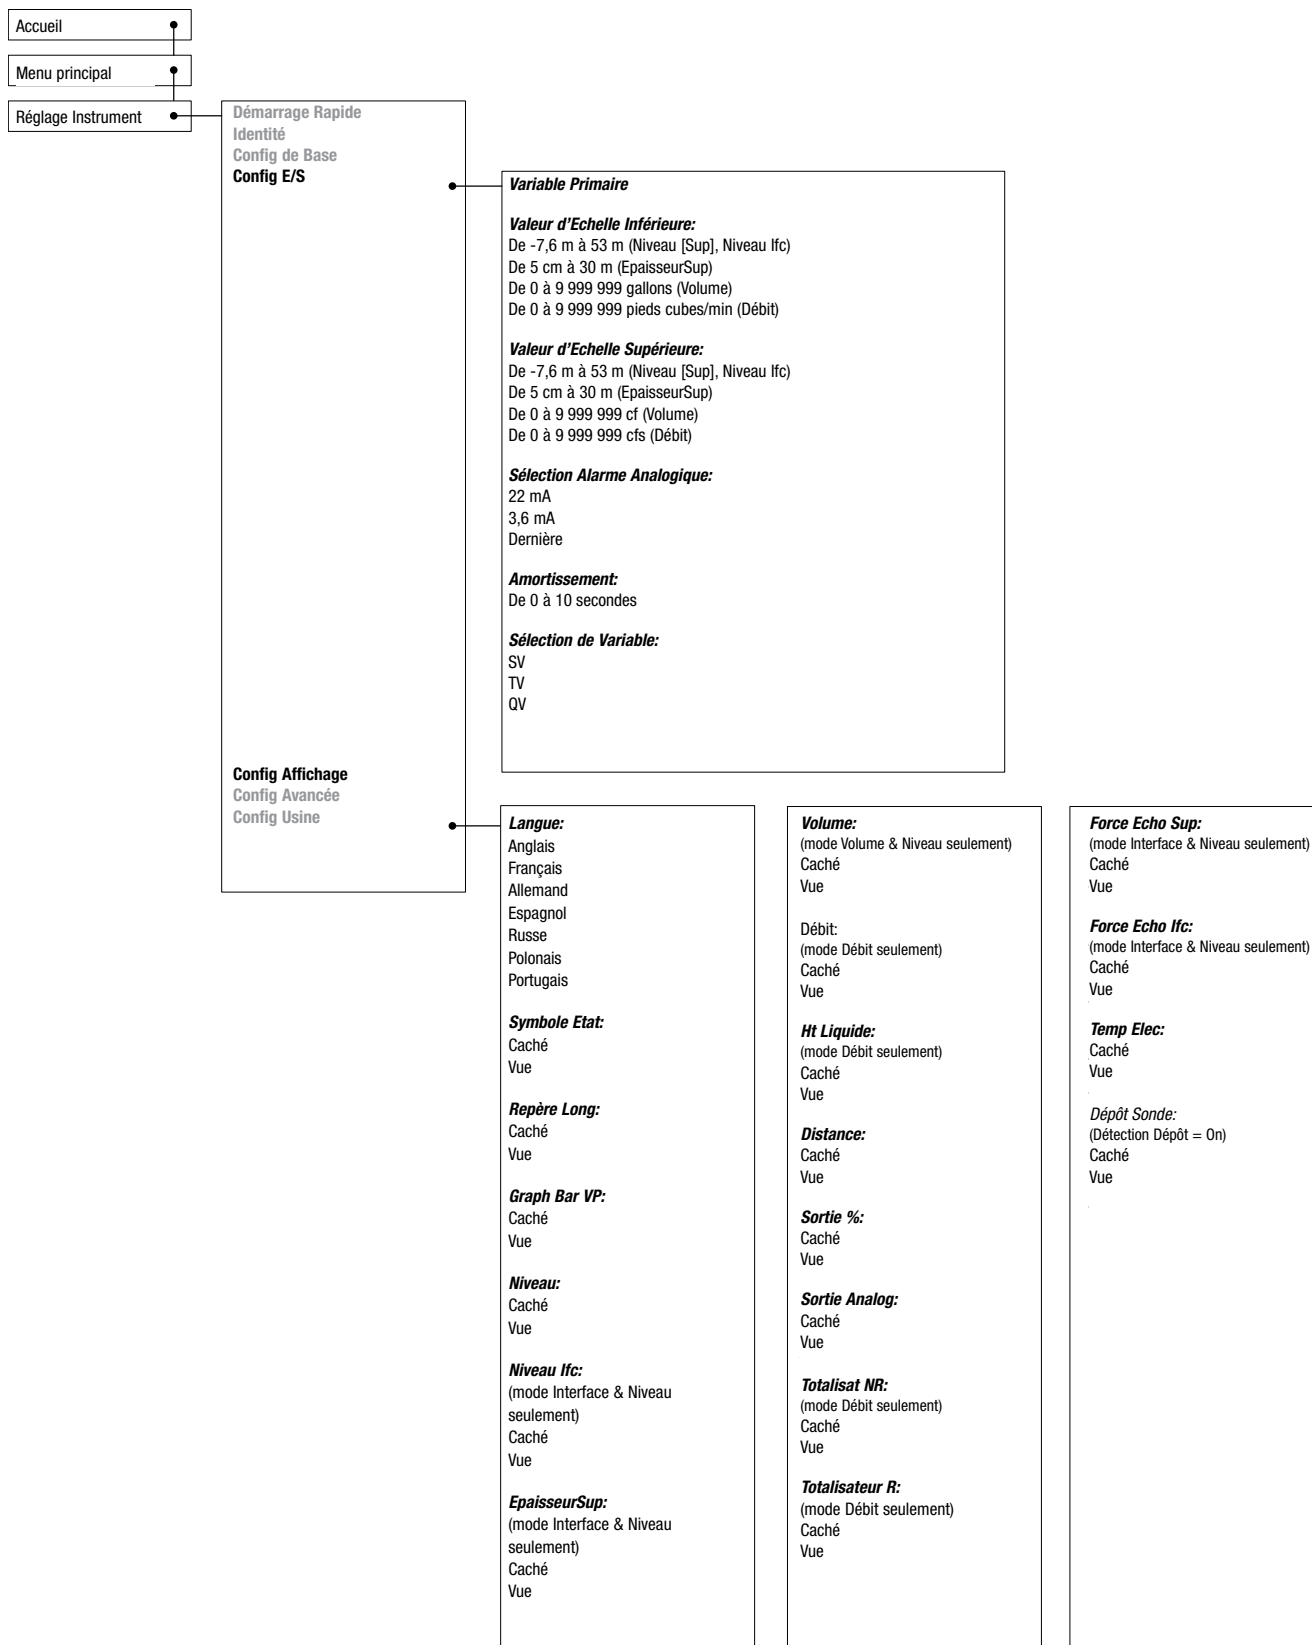 Accueil
Menu principal
Réglage Instrument
Démarrage Rapide
Identité
Config de Base
Config E/S
Variable Primaire
Valeur d’Echelle Inférieure:
De -7,6 m à 53 m (Niveau [Sup], Niveau Ifc)
De 5 cm à 30 m (EpaisseurSup)
De 0 à 9 999 999 gallons (Volume)
De 0 à 9 999 999 pieds cubes/min (Débit)
Valeur d’Echelle Supérieure:
De -7,6 m à 53 m (Niveau [Sup], Niveau Ifc)
De 5 cm à 30 m (EpaisseurSup)
De 0 à 9 999 999 cf (Volume)
De 0 à 9 999 999 cfs (Débit)
Sélection Alarme Analogique:
22 mA
3,6 mA
Dernière
Amortissement:
De 0 à 10 secondes
Sélection de Variable:
SV
TV
QV
Config Affichage
Config Avancée
Config Usine
Langue:
Anglais
Français
Allemand
Espagnol
Russe
Polonais
Portugais
Symbole Etat:
Caché
Vue
Repère Long:
Caché
Vue
Graph Bar VP:
Caché
Vue
Niveau:
Caché
Vue
Niveau Ifc:
(mode Interface & Niveau
seulement)
Caché
Vue
EpaisseurSup:
(mode Interface & Niveau
seulement)
Caché
Vue
Volume:
(mode Volume & Niveau seulement)
Caché
Vue
Débit:
(mode Débit seulement)
Caché
Vue
Ht Liquide:
(mode Débit seulement)
Caché
Vue
Distance:
Caché
Vue
Sortie %:
Caché
Vue
Sortie Analog:
Caché
Vue
Totalisat NR:
(mode Débit seulement)
Caché
Vue
Totalisateur R:
(mode Débit seulement)
Caché
Vue
Force Echo Sup:
(mode Interface & Niveau seulement)
Caché
Vue
Force Echo Ifc:
(mode Interface & Niveau seulement)
Caché
Vue
Temp Elec:
Caché
Vue
Dépôt Sonde:
(Détection Dépôt = On)
Caché
Vue